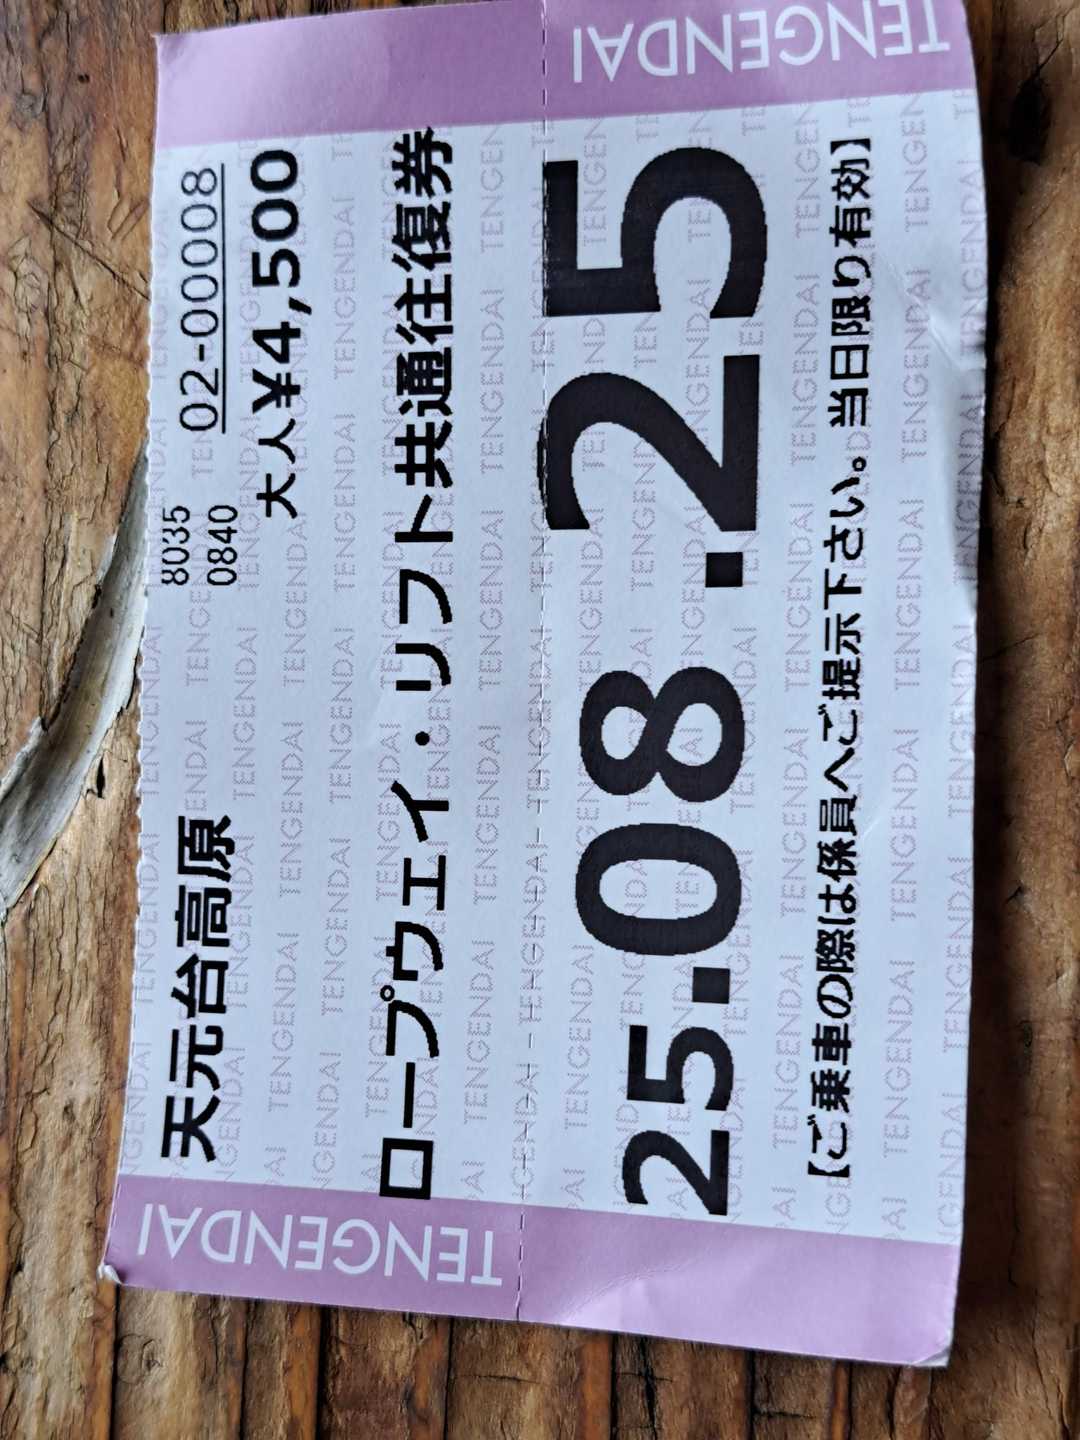 8035
0840
02-00008
天元台高原
大人¥4,500
ロープウェイ・リフト共通往復券
25.08.25
【ご乗車の際は係員へご提示下さい。当日限り有効】
TENGENDAI
TENGENDAI